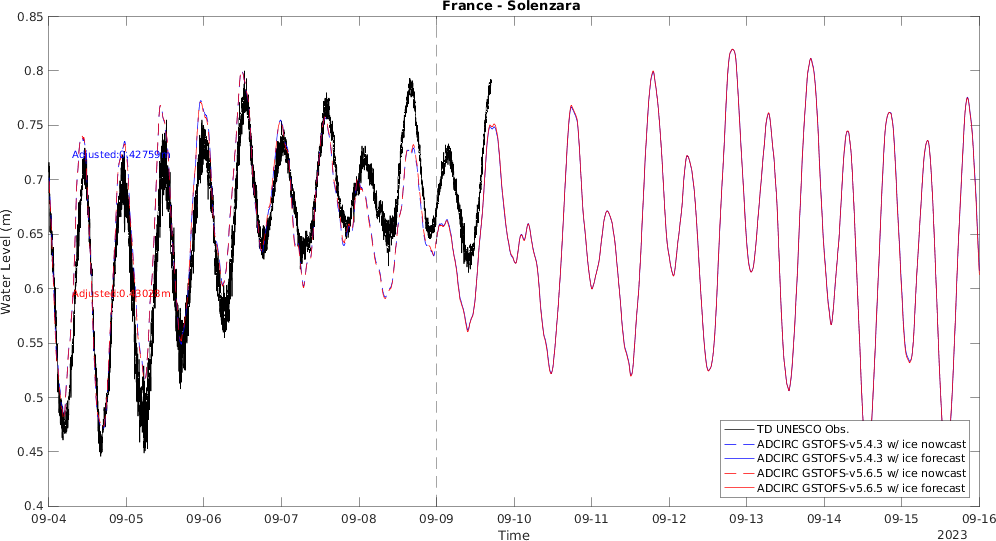 France - Solenzara
0.85
0.8
0.75
0.7
0.65
0.6
0.55
0.5
0.45
0.4
Water Level (m)
Adjusted:0.42759m
Adjusted:0.43023m
TD UNESCO Obs.
ADCIRC GSTOFS-v5.4.3 w/ ice nowcast
ADCIRC GSTOFS-v5.4.3 w/ ice forecast
ADCIRC GSTOFS-v5.6.5 w/ ice nowcast
ADCIRC GSTOFS-v5.6.5 w/ ice forecast
09-04 09-05 09-06 09-07 09-08 09-09 09-10 09-11 09-12 09-13 09-14 09-15 09-16
Time
2023